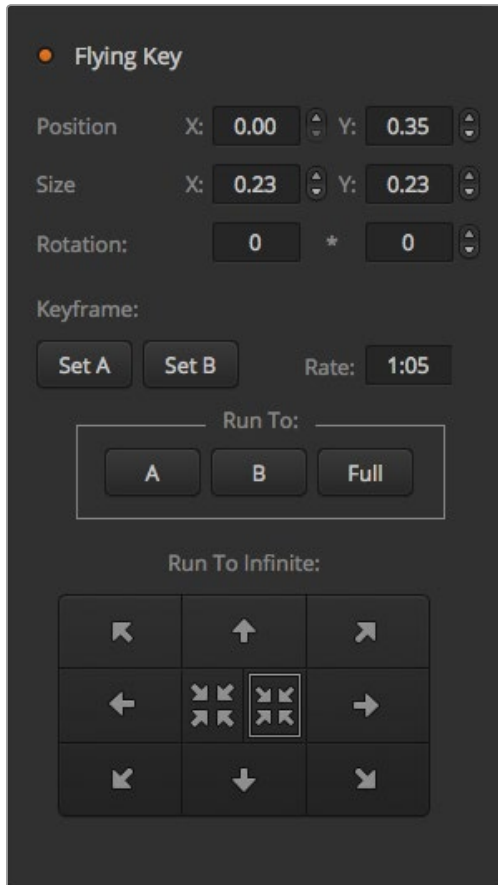 Flying Key
Position X: 0.00 Y: 0.35
Size X: 0.23 Y: 0.23
Rotation: 0 * 0
Keyframe:
Set A Set B Rate: 1:05
Run To:
A B Full
Run To Infinite: